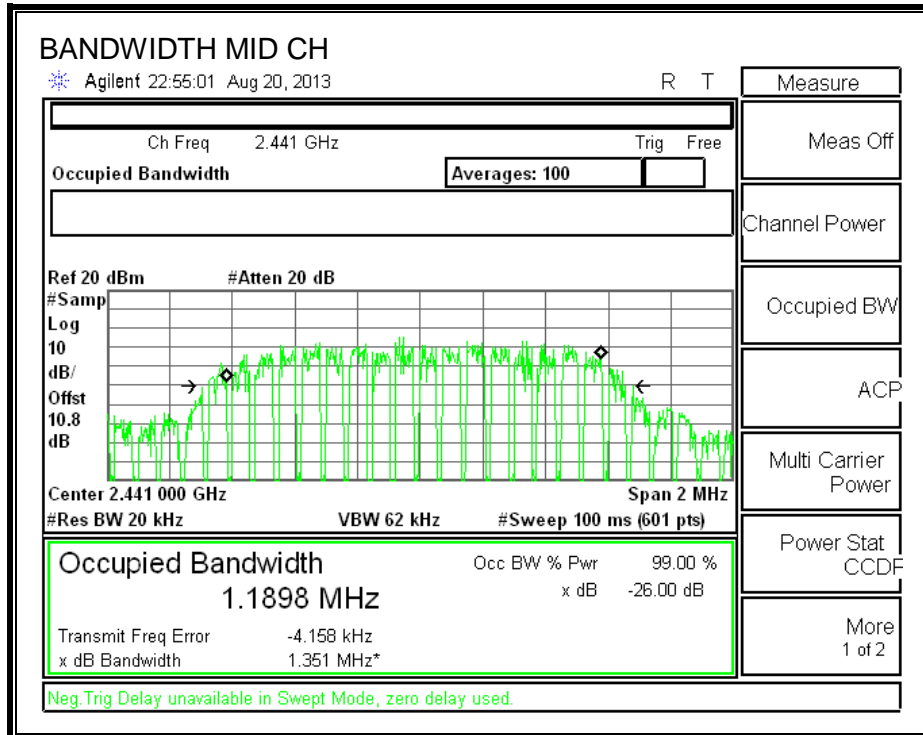 BANDWIDTH MID CH
Agilent 22:55:01 Aug 20, 2013 R T
Measure
Ch Freq 2.441 GHz Trig Free
Meas Off
Occupied Bandwidth Averages: 100
Channel Power
Ref 20 dBm #Atten 20 dB
#Samp
Log
10
dB/
Offst
10.8
dB
Occupied BW
ACP
Center 2.441 000 GHz Span 2 MHz
#Res BW 20 kHz VBW 62 kHz #Sweep 100 ms (601 pts)
Multi Carrier
Power
Occupied Bandwidth Occ BW % Pwr 99.00 %
1.1898 MHz x dB -26.00 dB
Transmit Freq Error -4.158 kHz
x dB Bandwidth 1.351 MHz*
Power Stat
CCDF
More
1 of 2
Neg.Trig Delay unavailable in Swept Mode, zero delay used.